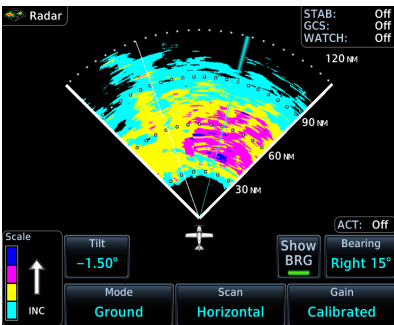 Radar
STAB: Off
GCS: Off
WATCH: Off
120 NM
90 NM
60 NM
30 NM
ACT: Off
Scale
INC
Tilt
−1.50°
Show
BRG
Bearing
Right 15°
Mode
Ground
Scan
Horizontal
Gain
Calibrated